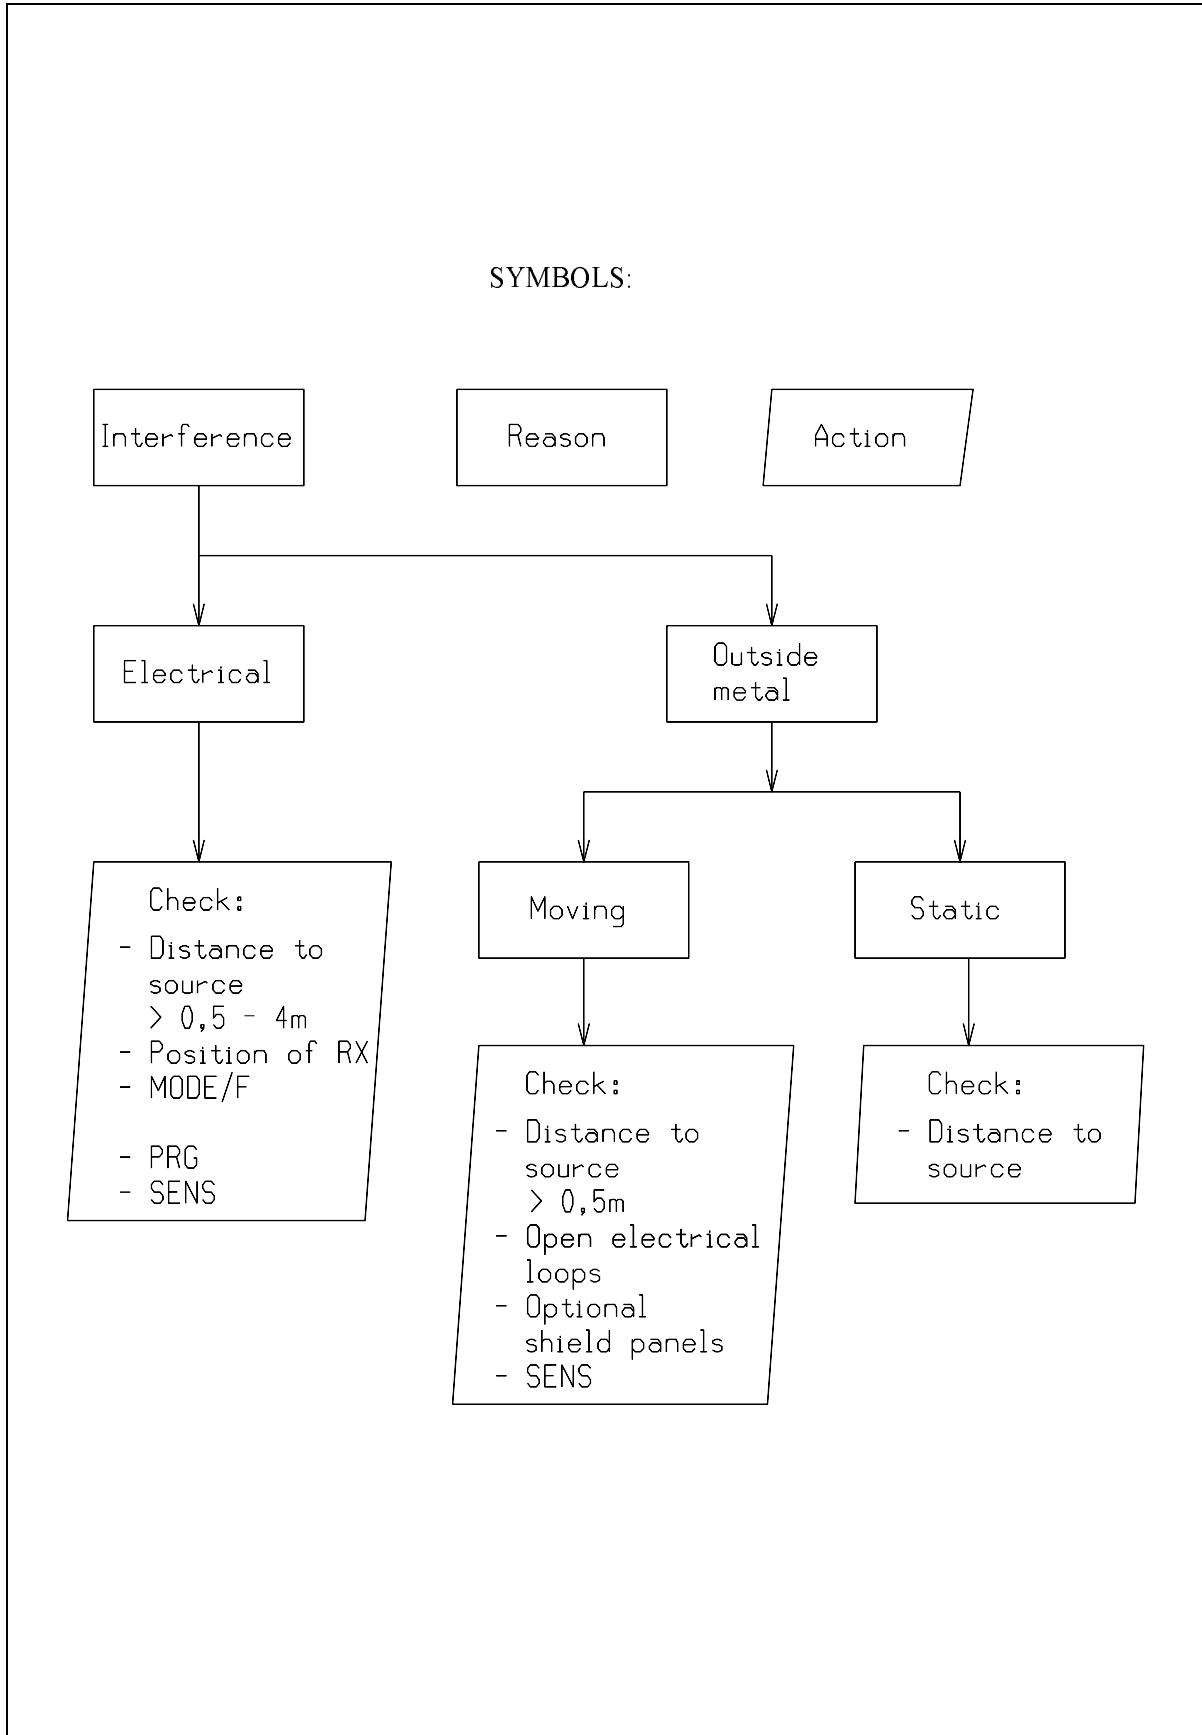 SYMBOLS:
Interference
Reason
Action
Electrical
Outside
metal
Check:
- Distance to
source
> 0,5 - 4m
- Position of RX
- MODE/F
- PRG
- SENS
Moving
Static
Check:
- Distance to
source
> 0,5m
- Open electrical
loops
- Optional
shield panels
- SENS
Check:
- Distance to
source